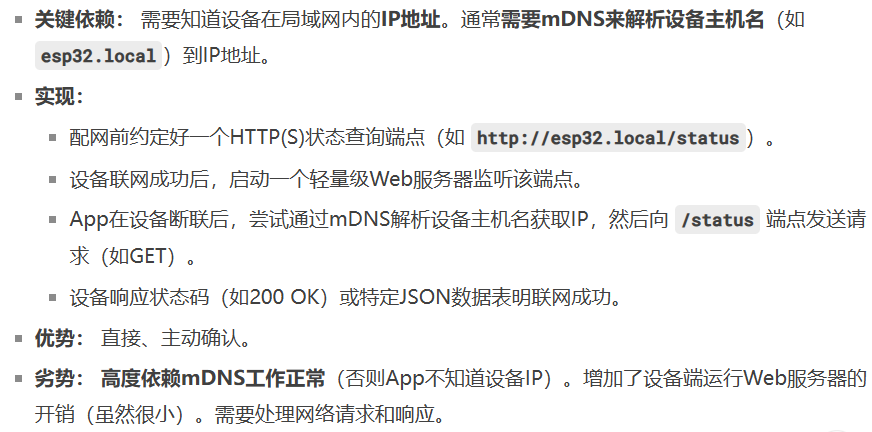 关键依赖： 需要知道设备在局域网内的IP地址。通常需要mDNS来解析设备主机名（如
esp32.local）到IP地址。
实现：
配网前约定好一个HTTP(S)状态查询端点（如 http://esp32.local/status）。
设备联网成功后，启动一个轻量级Web服务器监听该端点。
App在设备断联后，尝试通过mDNS解析设备主机名获取IP，然后向 /status 端点发送请
求（如GET）。
设备响应状态码（如200 OK）或特定JSON数据表明联网成功。
优势： 直接、主动确认。
劣势： 高度依赖mDNS工作正常（否则App不知道设备IP）。增加了设备端运行Web服务器的
开销（虽然很小）。需要处理网络请求和响应。